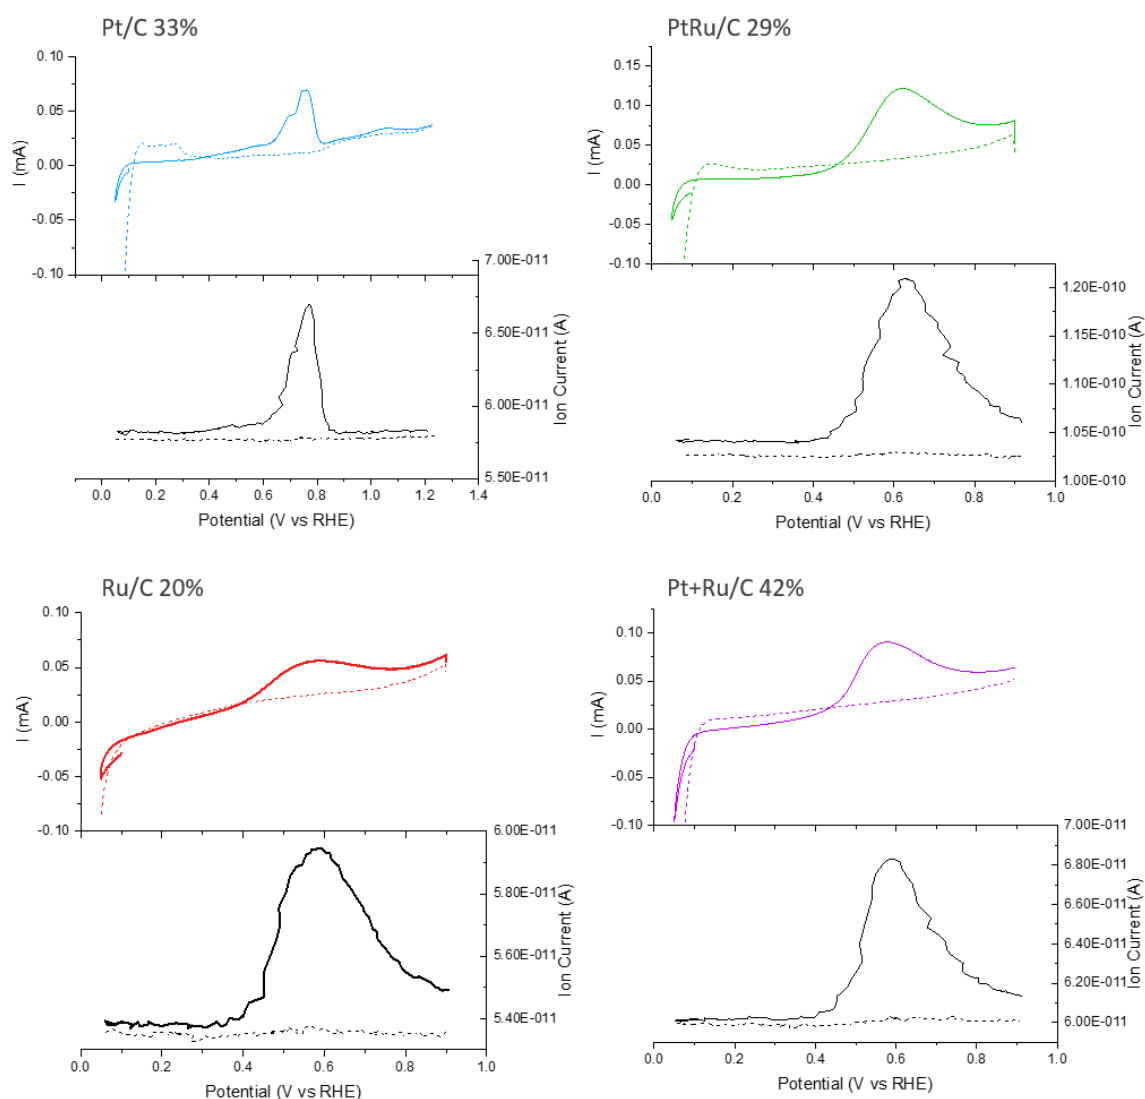 Pt/C 33%
0.10
0.05
0.00
-0.05
-0.10
I (mA)
7.00E-011
6.50E-011
6.00E-011
5.50E-011
Ion Current (A)
0.0 0.2 0.4 0.6 0.8 1.0 1.2 1.4
Potential (V vs RHE)
PtRu/C 29%
0.15
0.10
0.05
0.00
-0.05
-0.10
I (mA)
1.20E-010
1.15E-010
1.10E-010
1.05E-010
1.00E-010
Ion Current (A)
0.0 0.2 0.4 0.6 0.8 1.0
Potential (V vs RHE)
Ru/C 20%
0.10
0.05
0.00
-0.05
-0.10
I (mA)
6.00E-011
5.80E-011
5.60E-011
5.40E-011
Ion Current (A)
0.0 0.2 0.4 0.6 0.8 1.0
Potential (V vs RHE)
Pt+Ru/C 42%
0.10
0.05
0.00
-0.05
-0.10
I (mA)
7.00E-011
6.80E-011
6.60E-011
6.40E-011
6.20E-011
6.00E-011
Ion Current (A)
0.0 0.2 0.4 0.6 0.8 1.0
Potential (V vs RHE)